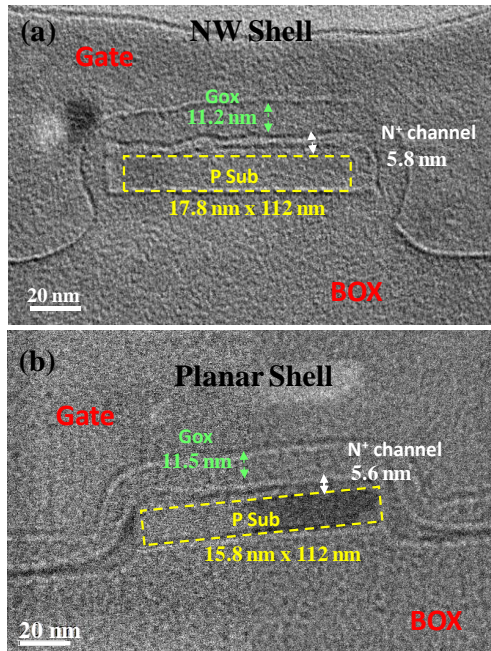 (a)
NW Shell
Gate
Gox
11.2 nm
N⁺ channel
5.8 nm
P Sub
17.8 nm x 112 nm
BOX
20 nm
(b)
Planar Shell
Gate
Gox
11.5 nm
N⁺ channel
5.6 nm
P Sub
15.8 nm x 112 nm
20 nm
BOX